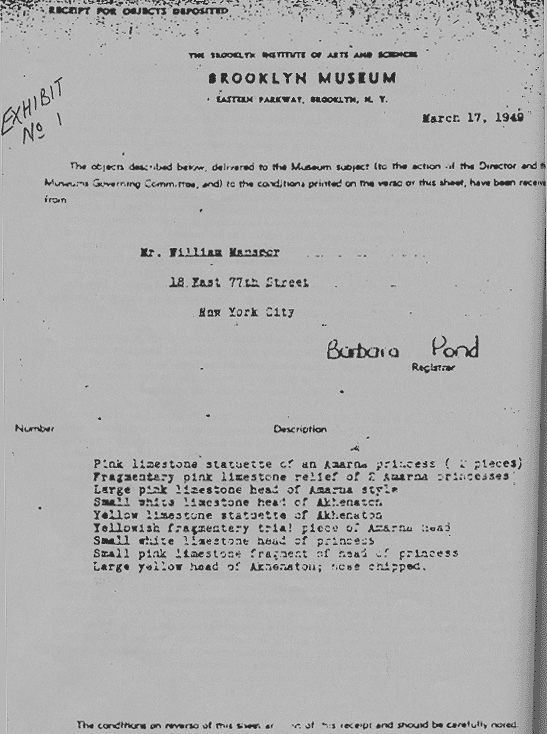 RECEIPT FOR OBJECTS DEPOSITED
THE BROOKLYN INSTITUTE OF ARTS AND SCIENCES
BROOKLYN MUSEUM
EASTERN PARKWAY, BROOKLYN, N. Y.
EXHIBIT
No 1
March 17, 1949
The objects described below, delivered to the Museum subject (to the action of the Director and
Museums Governing Committee, and) to the conditions printed on the verso of this sheet, have been
from
Mr. William Mansoor
18 East 77th Street
New York City
Barbara Pond
Registrar
Number Description
Pink limestone statuette of an Amarna princess ( 2 pieces)
Fragmentary pink limestone relief of 2 Amarna princesses
Large pink limestone head of Amarna style
Small white limestone head of Akhenaton
Yellow limestone statuette of Akhenaton
Yellowish fragmentary trial piece of Amarna head
Small white limestone head of princess
Small pink limestone fragment of head of princess
Large yellow head of Akhenaton; nose chipped.
The conditions on reverse of this sheet of this receipt and should be carefully noted.